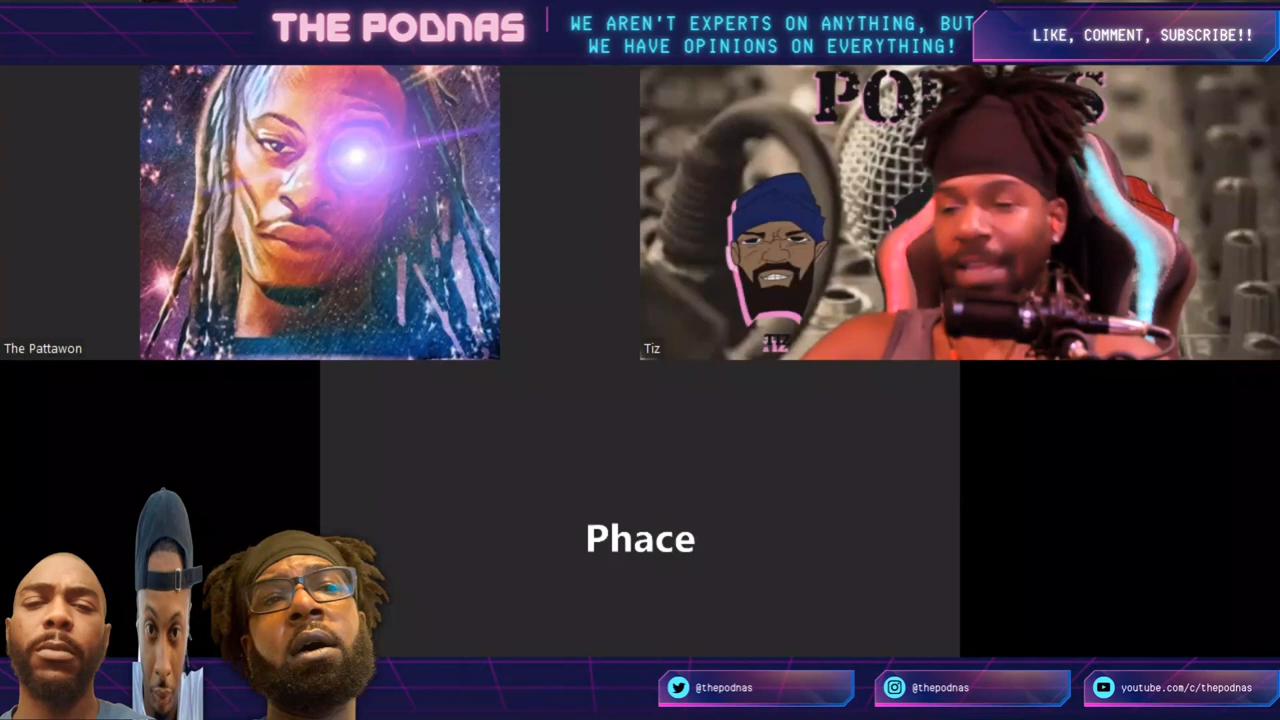 THE PODNAS
WE AREN'T EXPERTS ON ANYTHING, BUT
WE HAVE OPINIONS ON EVERYTHING!
LIKE, COMMENT, SUBSCRIBE!!
The Pattawon
Tiz
TIZ
Phace
@thepodnas
@thepodnas
youtube.com/c/thepodnas